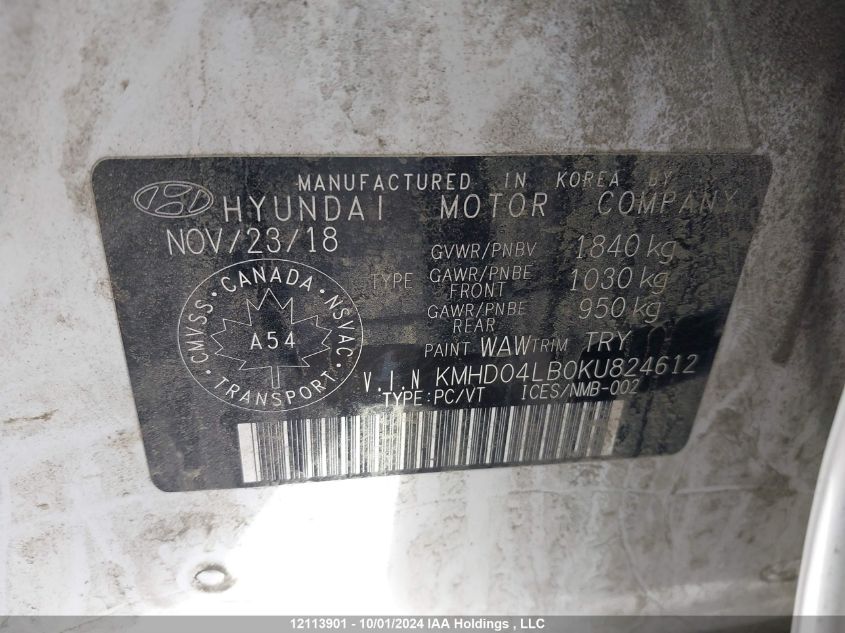 MANUFACTURED IN KOREA BY
HYUNDAI MOTOR COMPANY
NOV/23/18
GVWR/PNBV 1840 kg
TYPE GAWR/PNBE FRONT 1030 kg
GAWR/PNBE REAR 950 kg
CANADA
CMVSS
NSVAC
A54
TRANSPORT
PAINT WAW TRIM TRY
V.I.N KMHD04LB0KU824612
TYPE:PC/VT ICES/NMB-002
12113901 - 10/01/2024 IAA Holdings , LLC